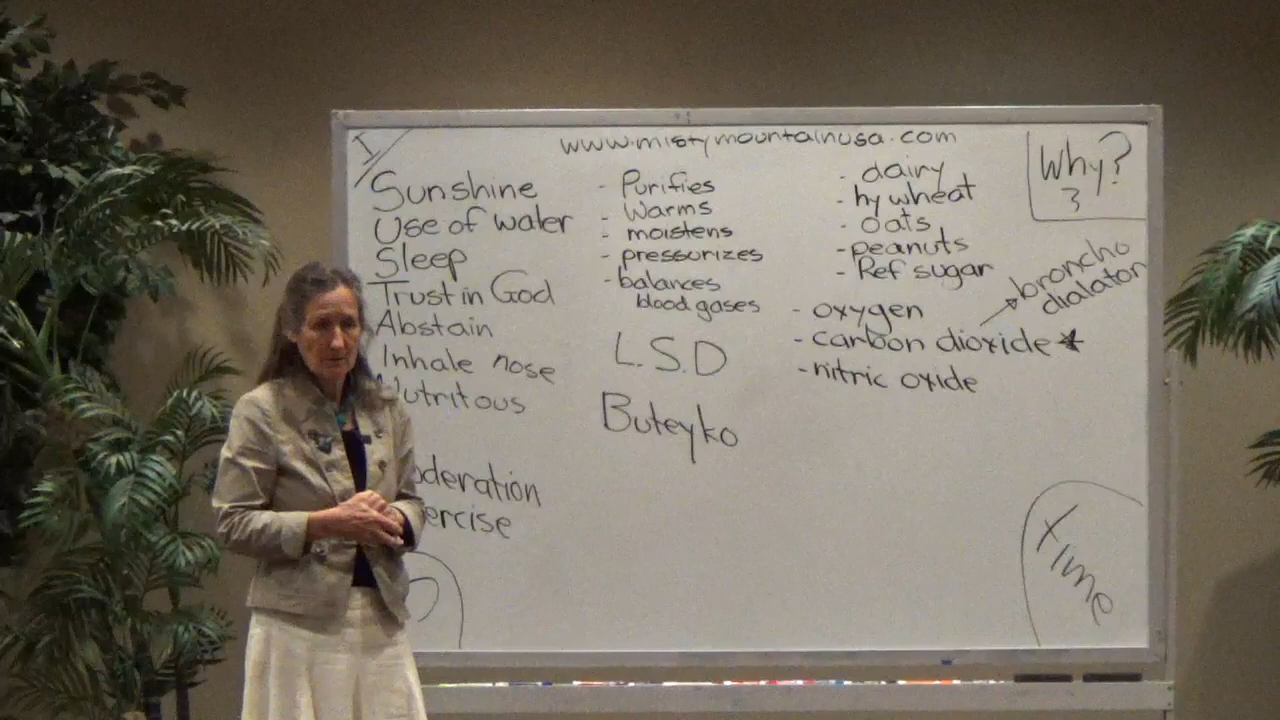 I
www.mistymountainusa.com
Sunshine
Use of water
Sleep
Trust in God
Abstain
Inhale nose
Nutritous
oderation
ercise
- Purifies
- Warms
- moistens
- pressurizes
- balances
blood gases
L.S.D
Buteyko
- dairy
- hy wheat
- oats
- peanuts
- Ref sugar
- oxygen
- carbon dioxide
- nitric oxide
broncho
dialator
Why?
3
time